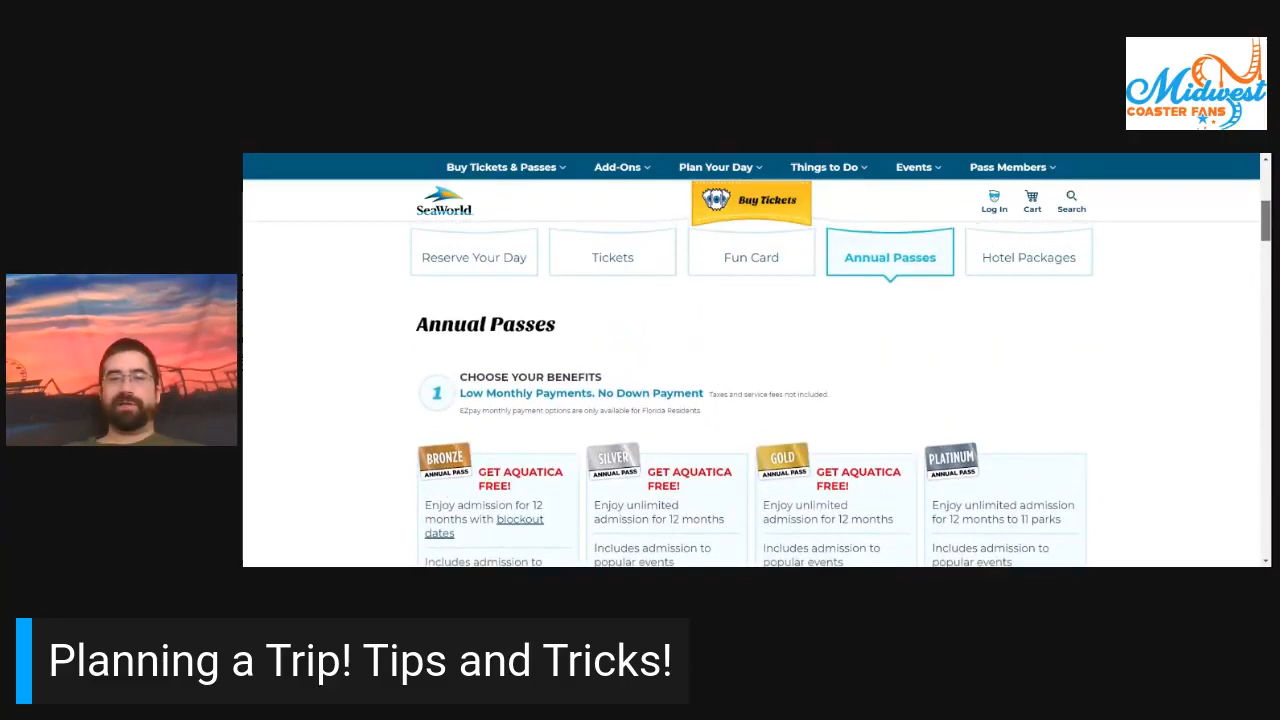 Midwest
COASTER FANS
Buy Tickets & Passes
Add-Ons
Plan Your Day
Things to Do
Events
Pass Members
SeaWorld
Buy Tickets
Log In
Cart
Search
Reserve Your Day
Tickets
Fun Card
Annual Passes
Hotel Packages
Annual Passes
1
CHOOSE YOUR BENEFITS
Low Monthly Payments. No Down Payment Taxes and service fees not included.
EZpay monthly payment options are only available for Florida Residents.
BRONZE
ANNUAL PASS
GET AQUATICA
FREE!
Enjoy admission for 12
months with blockout
dates
Includes admission to
SILVER
ANNUAL PASS
GET AQUATICA
FREE!
Enjoy unlimited
admission for 12 months
Includes admission to
popular events
GOLD
ANNUAL PASS
GET AQUATICA
FREE!
Enjoy unlimited
admission for 12 months
Includes admission to
popular events
PLATINUM
ANNUAL PASS
Enjoy unlimited admission
for 12 months to 11 parks
Includes admission to
popular events
Planning a Trip! Tips and Tricks!